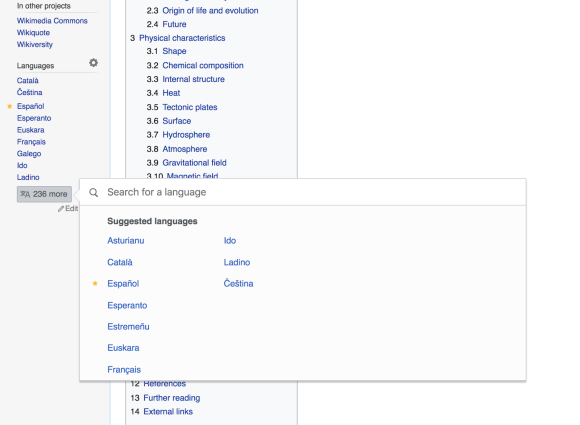 In other projects
Wikimedia Commons
Wikiquote
Wikiversity
Languages
Català
Čeština
Español
Esperanto
Euskara
Français
Galego
Ido
Ladino
236 more
Edit
2.3 Origin of life and evolution
2.4 Future
3 Physical characteristics
3.1 Shape
3.2 Chemical composition
3.3 Internal structure
3.4 Heat
3.5 Tectonic plates
3.6 Surface
3.7 Hydrosphere
3.8 Atmosphere
3.9 Gravitational field
3.10 Magnetic field
Search for a language
Suggested languages
Asturianu
Català
Español
Esperanto
Estremeñu
Euskara
Français
Ido
Ladino
Čeština
12 References
13 Further reading
14 External links